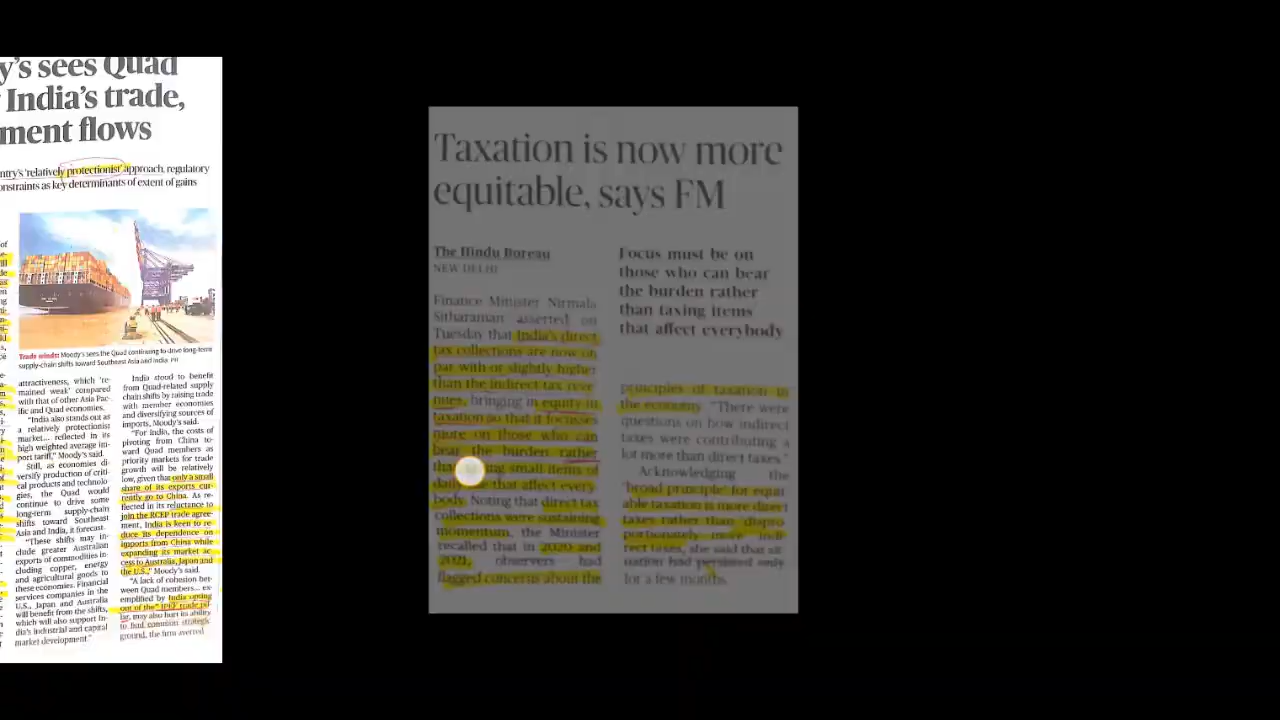 y's sees Quad
India's trade,
ment flows
ntry's 'relatively protectionist' approach, regulatory
onstraints as key determinants of extent of gains
Trade winds: Moody's sees the Quad continuing to drive long-term
supply-chain shifts toward Southeast Asia and India PTI
attractiveness, which 're-
mained weak' compared
with that of other Asia Pac-
ific and Quad economies.
"India also stands out as
a relatively protectionist
market... reflected in its
high weighted average im-
port tariff," Moody's said.
Still, as economies di-
versify production of criti-
cal products and technolo-
gies, the Quad would
continue to drive some
long-term supply-chain
shifts toward Southeast
Asia and India, it forecast.
"These shifts may in-
clude greater Australian
exports of commodities in-
cluding copper, energy
and agricultural goods to
these economies. Financial
services companies in the
U.S., Japan and Australia
will benefit from the shifts,
which will also support In-
dia's industrial and capital
market development."
India stood to benefit
from Quad-related supply
chain shifts by raising trade
with member economies
and diversifying sources of
imports, Moody's said.
"For India, the costs of
pivoting from China to-
ward Quad members as
priority markets for trade
growth will be relatively
low, given that only a small
share of its exports cur-
rently go to China. As re-
flected in its reluctance to
join the RCEP trade agree-
ment, India is keen to re-
duce its dependence on
imports from China while
expanding its market ac-
cess to Australia, Japan and
the U.S.," Moody's said.
"A lack of cohesion bet-
ween Quad members... ex-
emplified by India opting
out of the" IPEF trade pil-
lar, may also hurt its ability
to find common strategic
ground, the firm averred
Taxation is now more
equitable, says FM
The Hindu Bureau
NEW DELHI
Finance Minister Nirmala
Sitharaman asserted on
Tuesday that India's direct
tax collections are now on
par with or slightly higher
than the indirect tax reve
nues, bringing in equity in
taxation so that it focusses
more on those who can
bear the burden rather
small items of
that affect every
body. Noting that direct tax
collections were sustaining
momentum, the Minister
recalled that in 2020 and
2021, observers had
flagged concerns about the
Focus must be on
those who can bear
the burden rather
than taxing items
that affect everybody
principles of taxation in
the economy. "There were
questions on how indirect
taxes were contributing a
lot more than direct taxes."
Acknowledging the
'broad principle' for equit
able taxation is more direct
taxes rather than dispro
portionately more indi
rect taxes, she said that sit
uation had persisted only
for a few months.